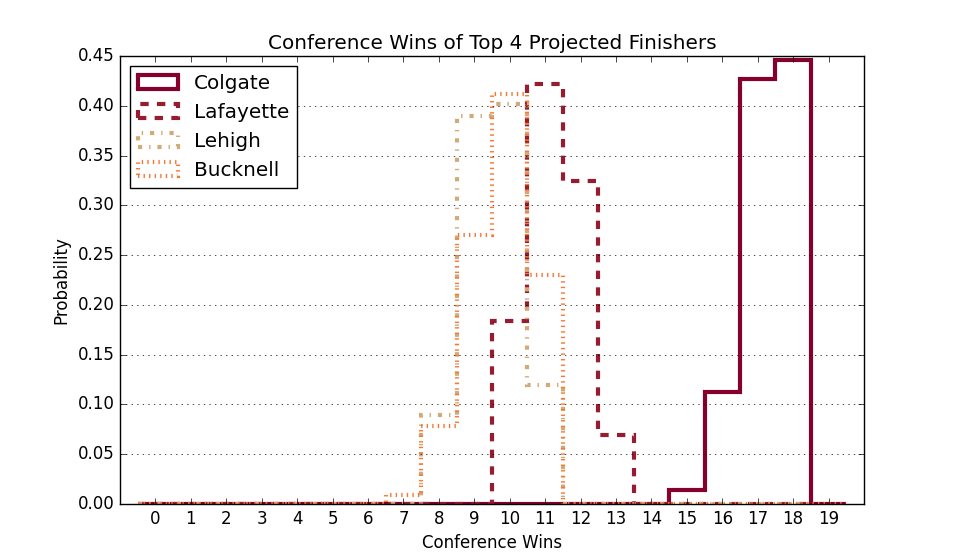 Conference Wins of Top 4 Projected Finishers
Colgate
Lafayette
Lehigh
Bucknell
Probability
0.45
0.40
0.35
0.30
0.25
0.20
0.15
0.10
0.05
0.00
0 1 2 3 4 5 6 7 8 9 10 11 12 13 14 15 16 17 18 19
Conference Wins